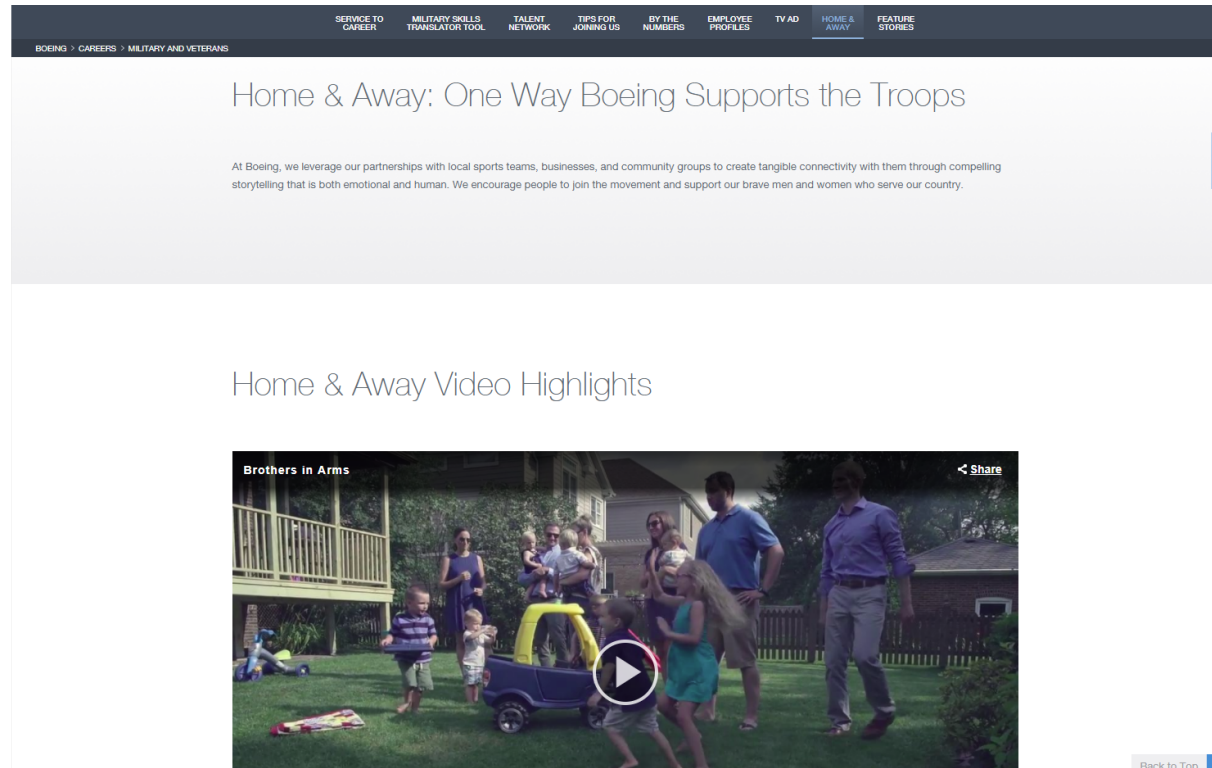 SERVICE TO CAREER
MILITARY SKILLS TRANSLATOR TOOL
TALENT NETWORK
TIPS FOR JOINING US
BY THE NUMBERS
EMPLOYEE PROFILES
TV AD
HOME & AWAY
FEATURE STORIES
BOEING > CAREERS > MILITARY AND VETERANS
Home & Away: One Way Boeing Supports the Troops
At Boeing, we leverage our partnerships with local sports teams, businesses, and community groups to create tangible connectivity with them through compelling
storytelling that is both emotional and human. We encourage people to join the movement and support our brave men and women who serve our country.
Home & Away Video Highlights
Brothers in Arms
Share
Back to Top